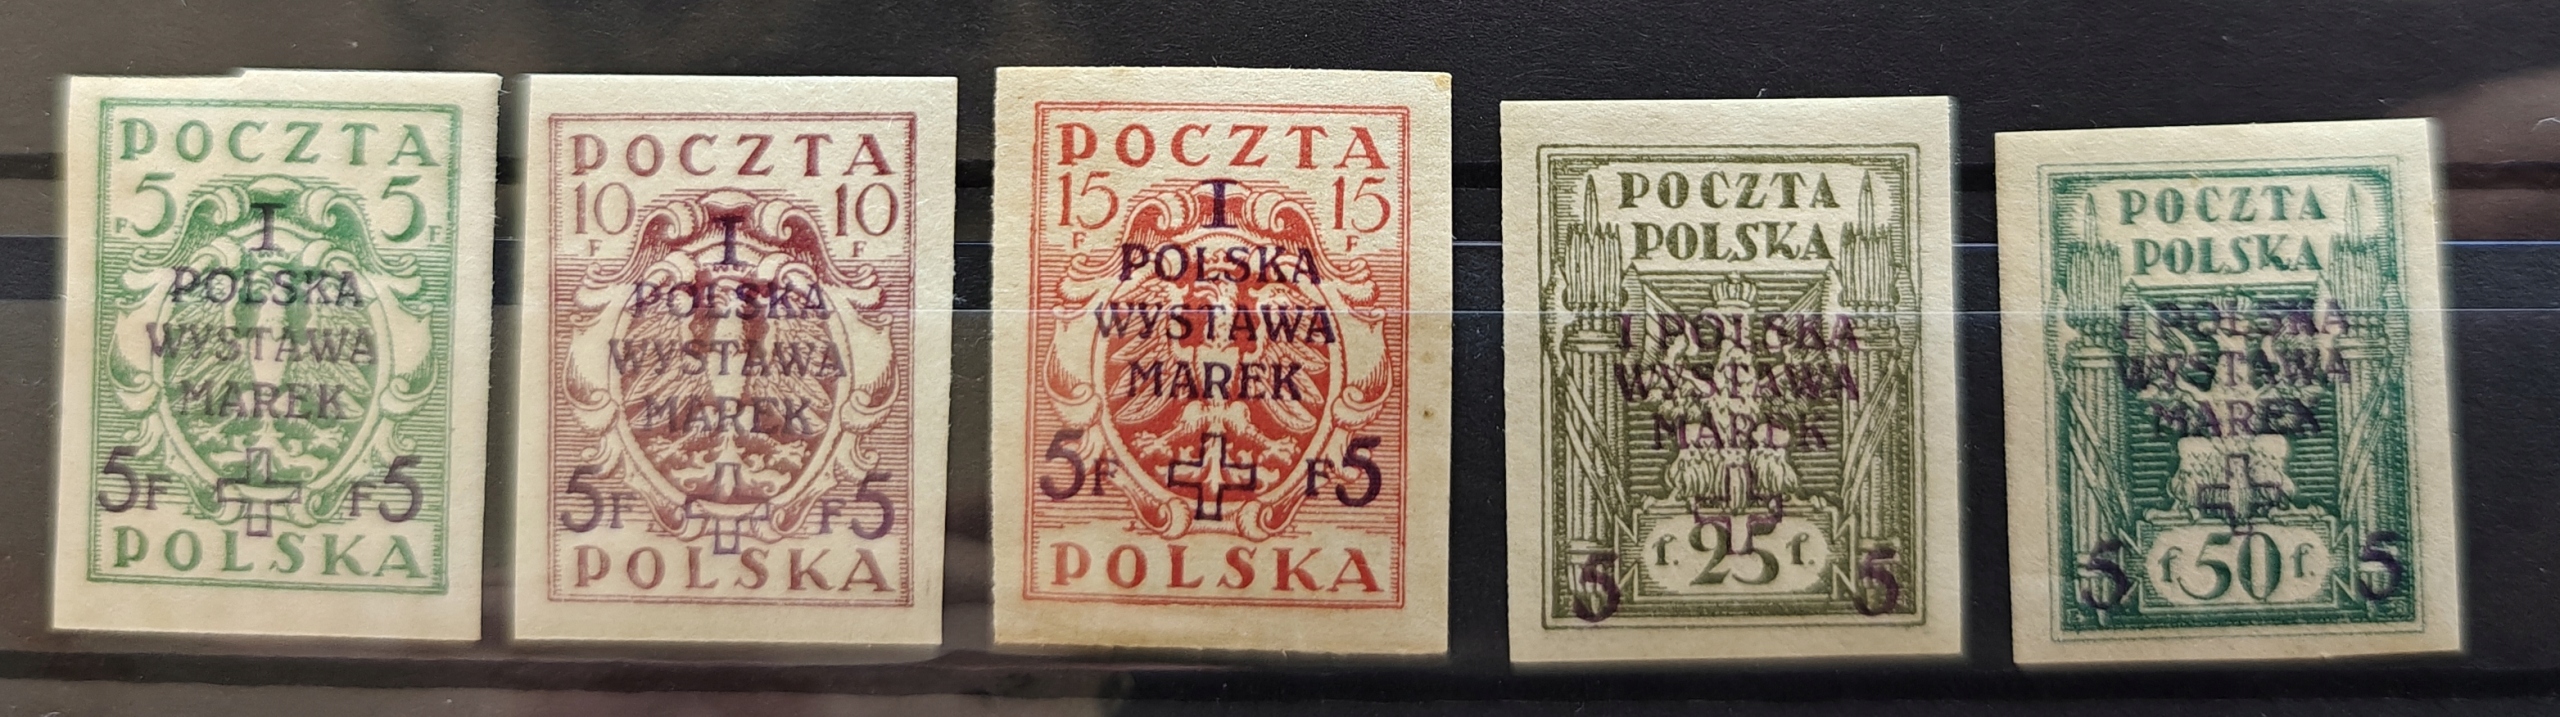 POCZTA
5 5
F F
I
POLSKA
WYSTAWA
MAREK
5F F5
POLSKA
POCZTA
10 10
F F
I
POLSKA
WYSTAWA
MAREK
5F F5
POLSKA
POCZTA
15 15
F F
I
POLSKA
WYSTAWA
MAREK
5F F5
POLSKA
POCZTA
POLSKA
I POLSKA
WYSTAWA
MAREK
f. 25 f.
5 5
POCZTA
POLSKA
I POLSKA
WYSTAWA
MAREK
f 50 f.
5 5